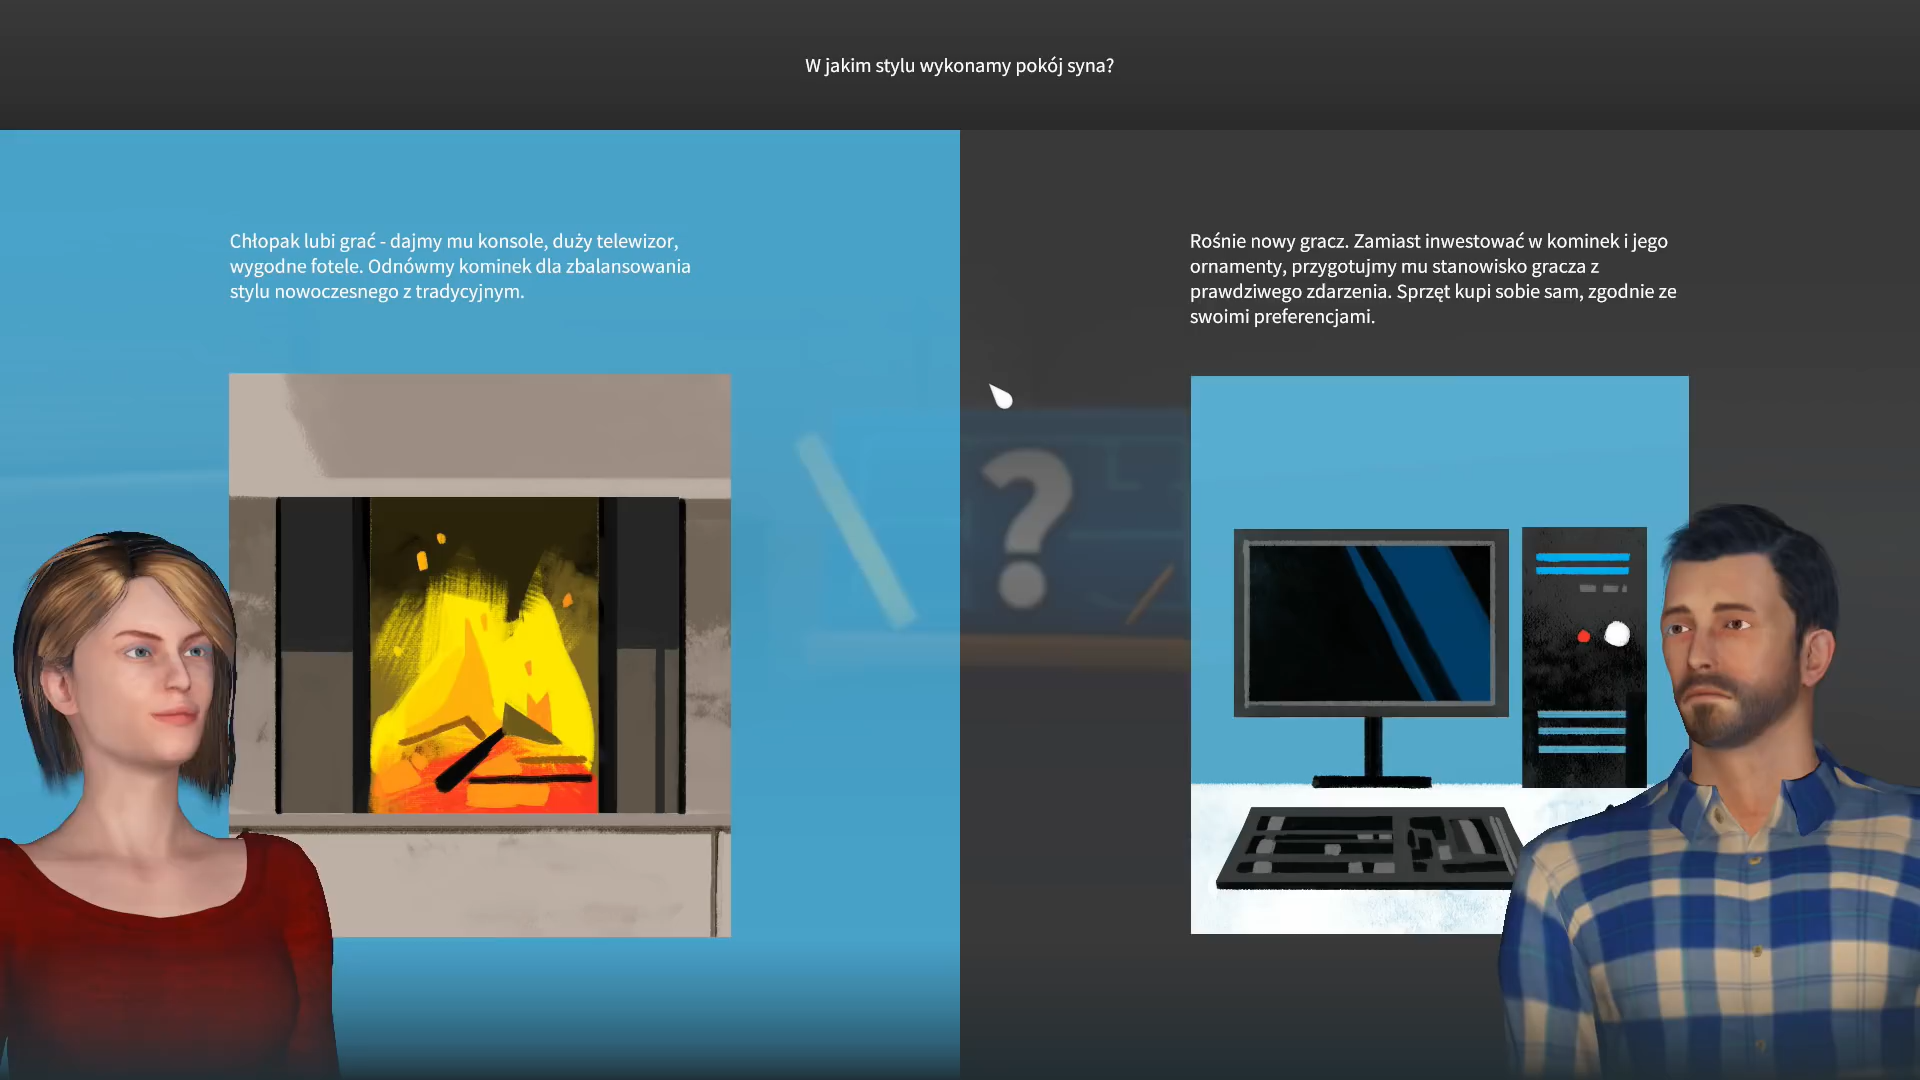 W jakim stylu wykonamy pokój syna?
Chłopak lubi grać - dajmy mu konsole, duży telewizor,
wygodne fotele. Odnówmy kominek dla zbalansowania
stylu nowoczesnego z tradycyjnym.
Rośnie nowy gracz. Zamiast inwestować w kominek i jego
ornamenty, przygotujmy mu stanowisko gracza z
prawdziwego zdarzenia. Sprzęt kupi sobie sam, zgodnie ze
swoimi preferencjami.
?